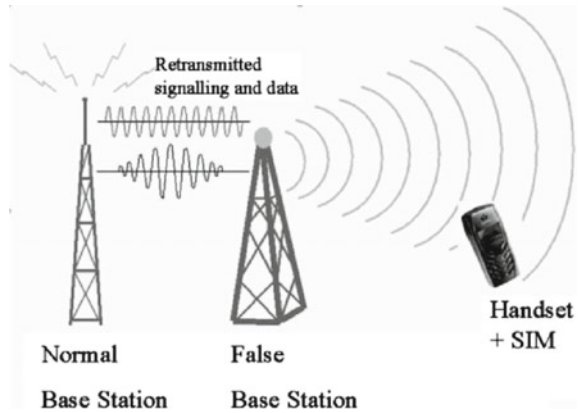 Retransmitted
signalling and data
Handset
+ SIM
Normal
Base Station
False
Base Station